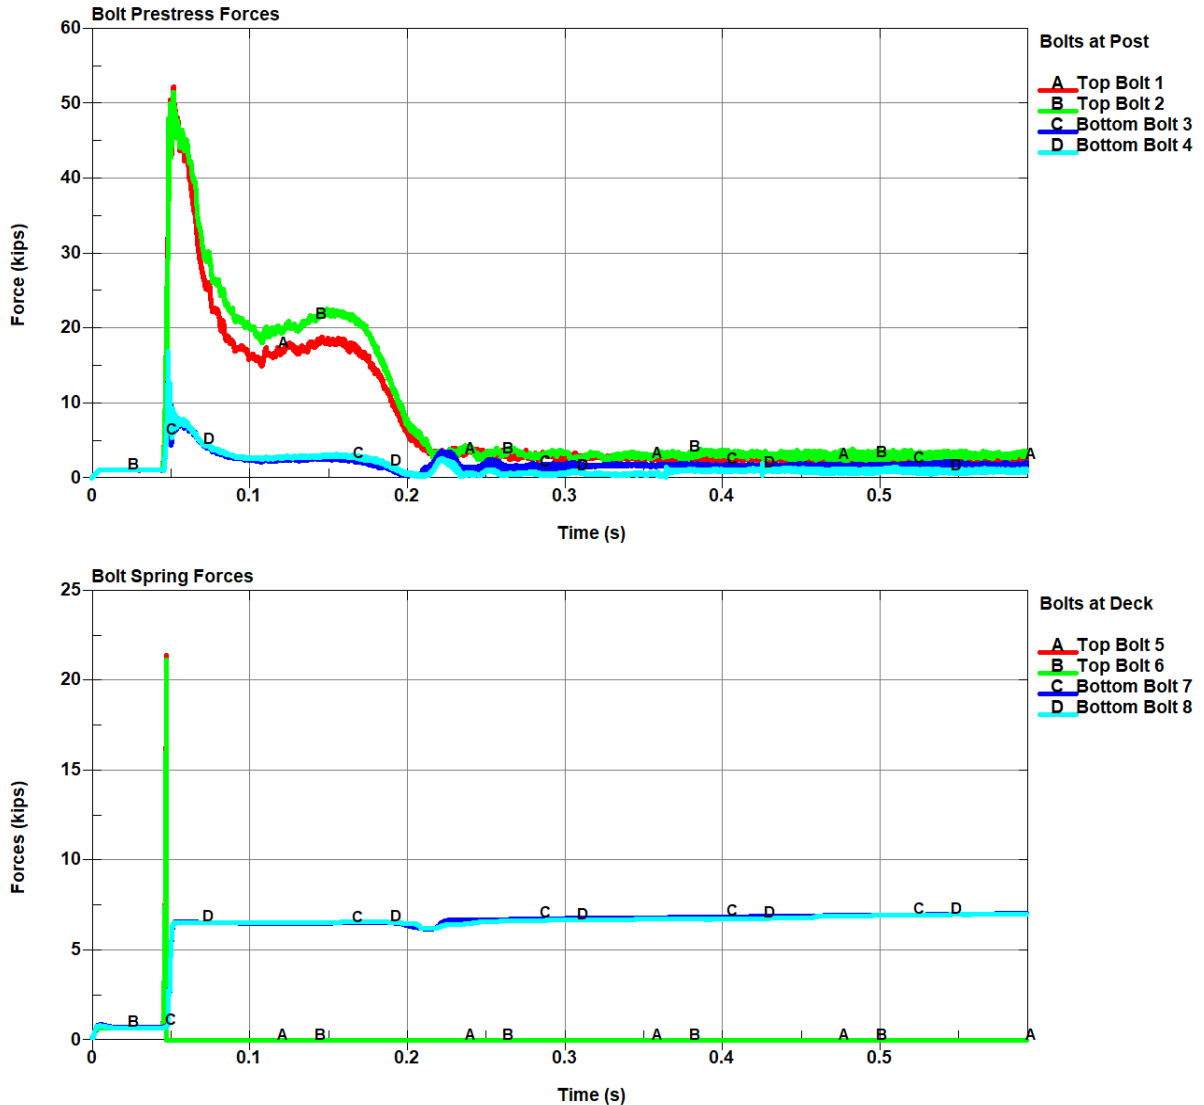 Bolt Prestress Forces
60
50
40
30
20
10
0
Force (kips)
A
B
A
B
C
D
C
D
B
A
B
C
D
A
B
C
D
A
B
C
D
A
0
0.1
0.2
0.3
0.4
0.5
Time (s)
Bolts at Post
A Top Bolt 1
B Top Bolt 2
C Bottom Bolt 3
D Bottom Bolt 4
Bolt Spring Forces
25
20
15
10
5
0
Forces (kips)
D
C
D
C
D
C
D
C
D
B
C
A
B
A
B
A
B
A
B
A
0
0.1
0.2
0.3
0.4
0.5
Time (s)
Bolts at Deck
A Top Bolt 5
B Top Bolt 6
C Bottom Bolt 7
D Bottom Bolt 8